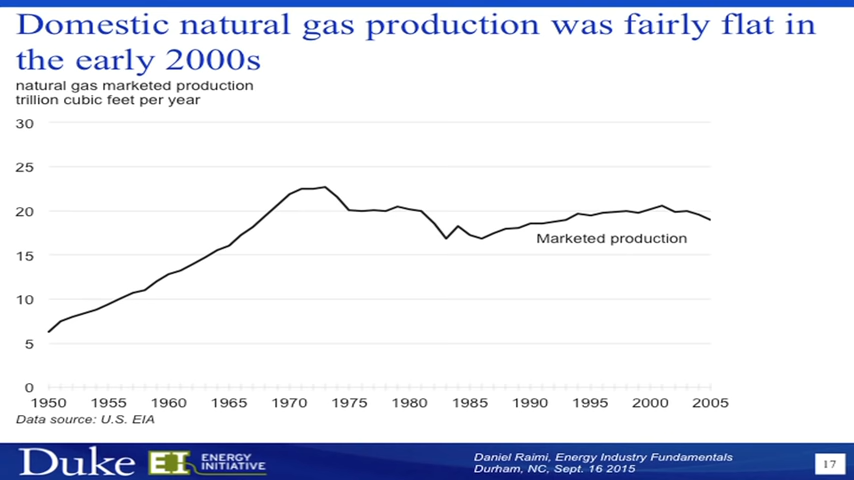 Domestic natural gas production was fairly flat in
the early 2000s
natural gas marketed production
trillion cubic feet per year
30
25
20
15
10
5
0
Marketed production
1950 1955 1960 1965 1970 1975 1980 1985 1990 1995 2000 2005
Data source: U.S. EIA
Duke EI ENERGY
INITIATIVE
Daniel Raimi, Energy Industry Fundamentals
Durham, NC, Sept. 16 2015
17